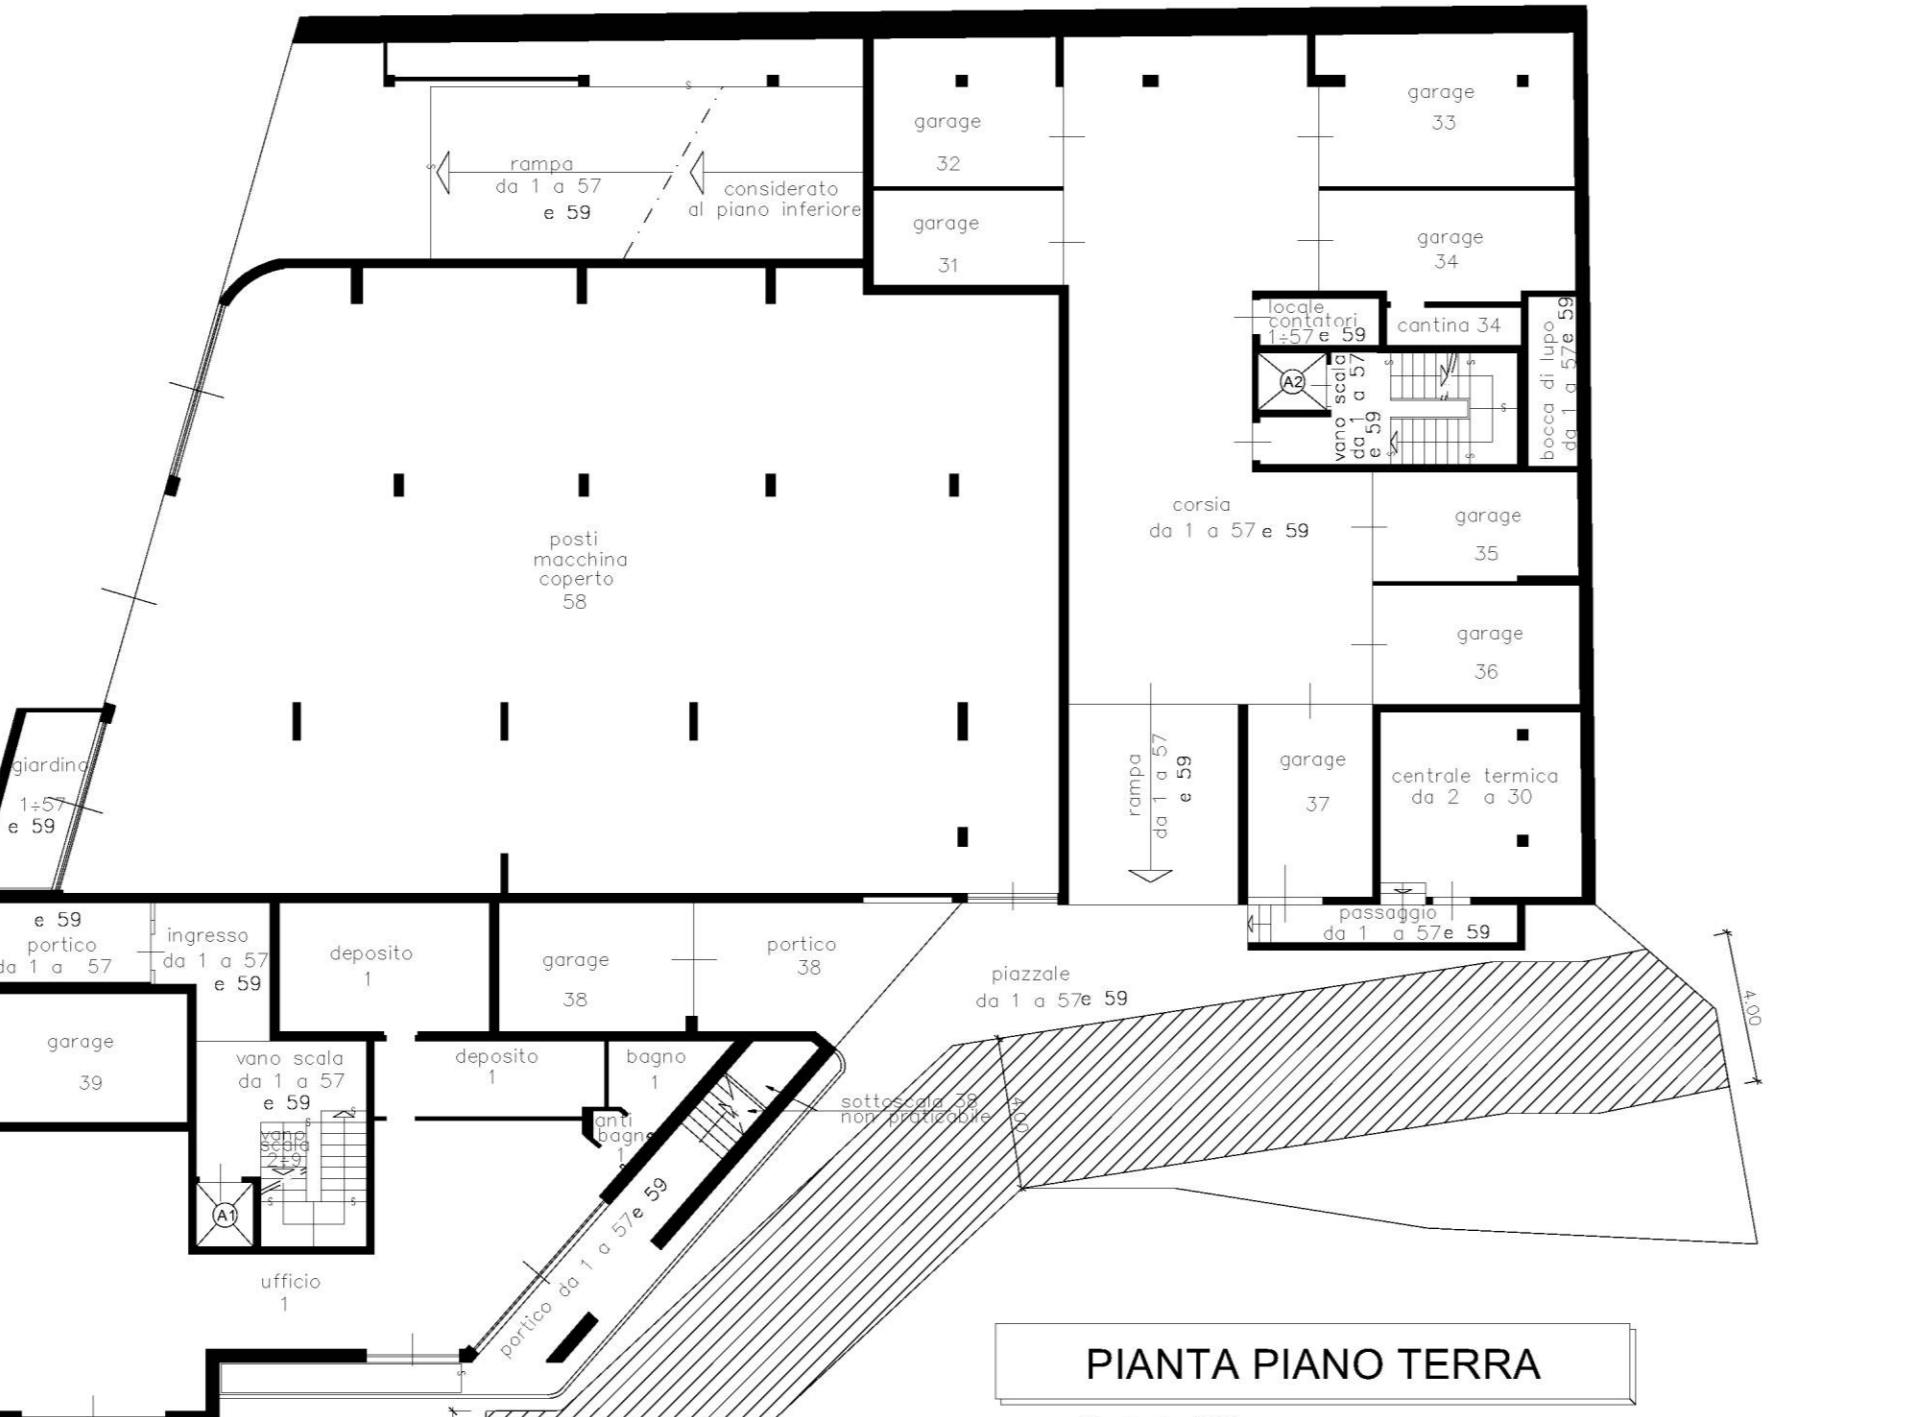 rampa
da 1 a 57
e 59
considerato
al piano inferiore
garage
32
garage
31
garage
33
garage
34
locale
contatori
1÷57 e 59
cantina 34
bocca di lupo
da 1 a 57 e 59
A2
vano scala
da 1 a 57
e 59
corsia
da 1 a 57 e 59
garage
35
garage
36
posti
macchina
coperto
58
giardino
1÷57
e 59
rampa
da 1 a 57
e 59
garage
37
centrale termica
da 2 a 30
passaggio
da 1 a 57 e 59
e 59
portico
da 1 a 57
ingresso
da 1 a 57
e 59
deposito
1
garage
38
portico
38
piazzale
da 1 a 57 e 59
4.00
garage
39
vano scala
da 1 a 57
e 59
deposito
1
bagno
1
anti
bagno
1
sottoscala 38
non praticabile
4.00
vano
scala
2÷9
A1
portico da 1 a 57 e 59
ufficio
1
PIANTA PIANO TERRA